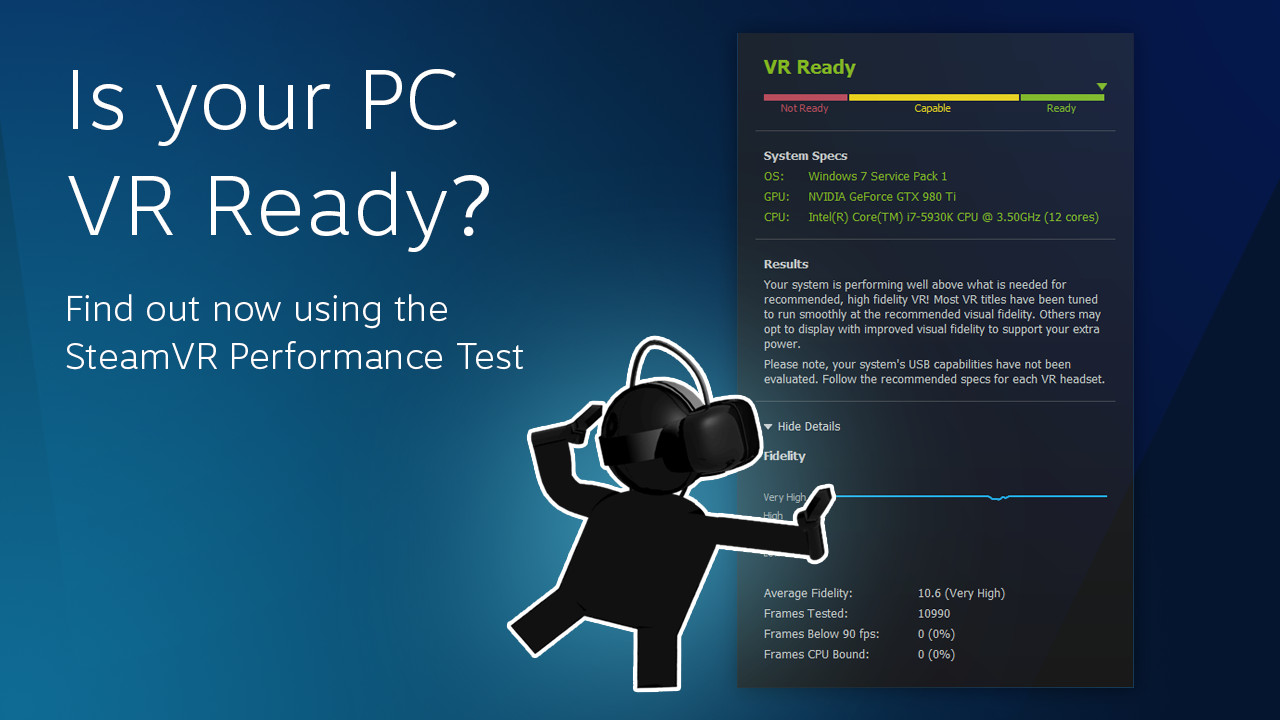 Is your PC
VR Ready?
Find out now using the
SteamVR Performance Test
VR Ready
Not Ready Capable Ready
System Specs
OS: Windows 7 Service Pack 1
GPU: NVIDIA GeForce GTX 980 Ti
CPU: Intel(R) Core(TM) i7-5930K CPU @ 3.50GHz (12 cores)
Results
Your system is performing well above what is needed for
recommended, high fidelity VR! Most VR titles have been tuned
to run smoothly at the recommended visual fidelity. Others may
opt to display with improved visual fidelity to support your extra
power.
Please note, your system's USB capabilities have not been
evaluated. Follow the recommended specs for each VR headset.
Hide Details
Fidelity
Very High
High
Average Fidelity: 10.6 (Very High)
Frames Tested: 10990
Frames Below 90 fps: 0 (0%)
Frames CPU Bound: 0 (0%)